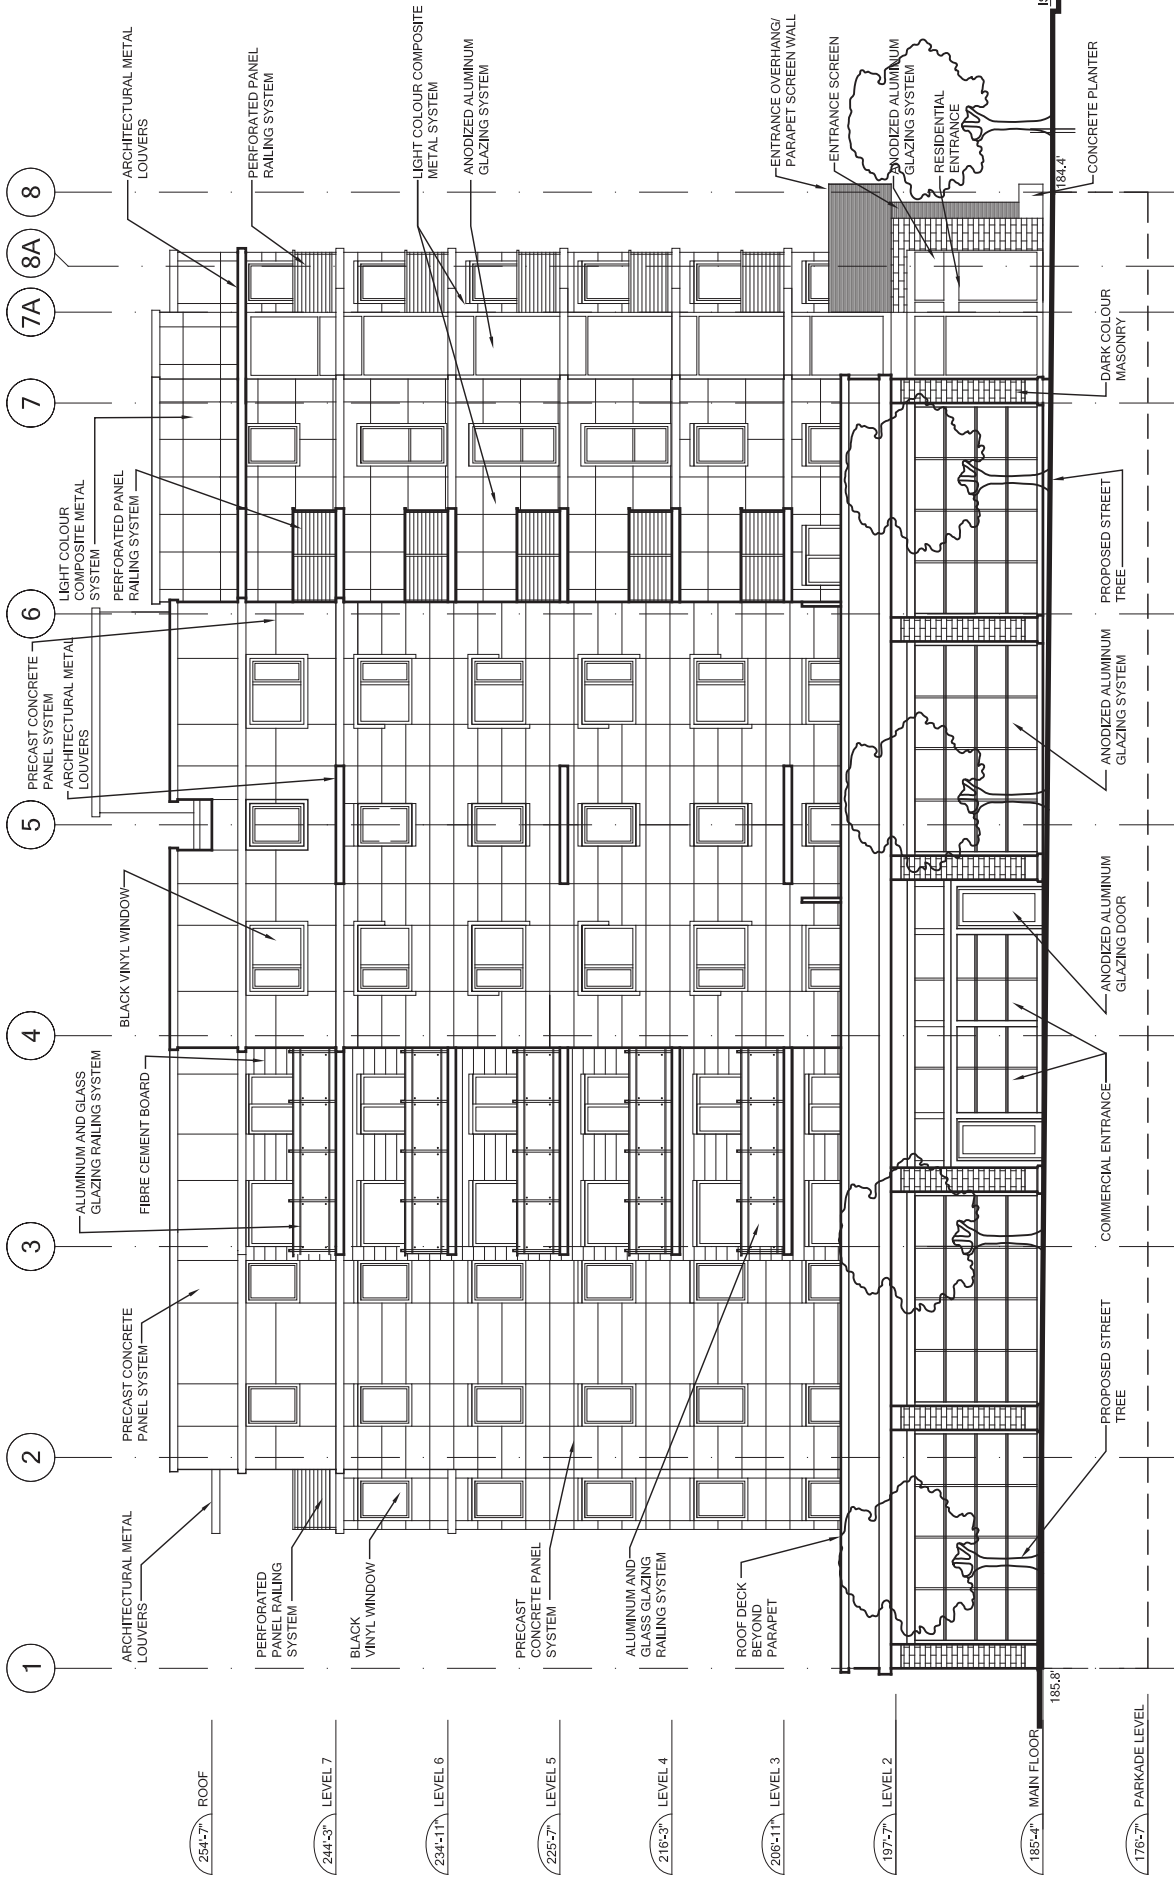 1
2
3
4
5
6
7
7A
8A
8
ARCHITECTURAL METAL
LOUVERS
PERFORATED
PANEL RAILING
SYSTEM
BLACK
VINYL WINDOW
PRECAST
CONCRETE PANEL
SYSTEM
ALUMINUM AND
GLASS GLAZING
RAILING SYSTEM
ROOF DECK
BEYOND
PARAPET
PRECAST CONCRETE
PANEL SYSTEM
ALUMINUM AND GLASS
GLAZING RAILING SYSTEM
FIBRE CEMENT BOARD
BLACK VINYL WINDOW
PRECAST CONCRETE
PANEL SYSTEM
ARCHITECTURAL METAL
LOUVERS
LIGHT COLOUR
COMPOSITE METAL
SYSTEM
PERFORATED PANEL
RAILING SYSTEM
ARCHITECTURAL METAL
LOUVERS
PERFORATED PANEL
RAILING SYSTEM
LIGHT COLOUR COMPOSITE
METAL SYSTEM
ANODIZED ALUMINUM
GLAZING SYSTEM
ENTRANCE OVERHANG/
PARAPET SCREEN WALL
ENTRANCE SCREEN
ANODIZED ALUMINUM
GLAZING SYSTEM
RESIDENTIAL
ENTRANCE
CONCRETE PLANTER
184.4'
185.8'
PROPOSED STREET
TREE
COMMERCIAL ENTRANCE
ANODIZED ALUMINUM
GLAZING DOOR
ANODIZED ALUMINUM
GLAZING SYSTEM
PROPOSED STREET
TREE
DARK COLOUR
MASONRY
254'-7" ROOF
244'-3" LEVEL 7
234'-11" LEVEL 6
225'-7" LEVEL 5
216'-3" LEVEL 4
206'-11" LEVEL 3
197'-7" LEVEL 2
185'-4" MAIN FLOOR
176'-7" PARKADE LEVEL